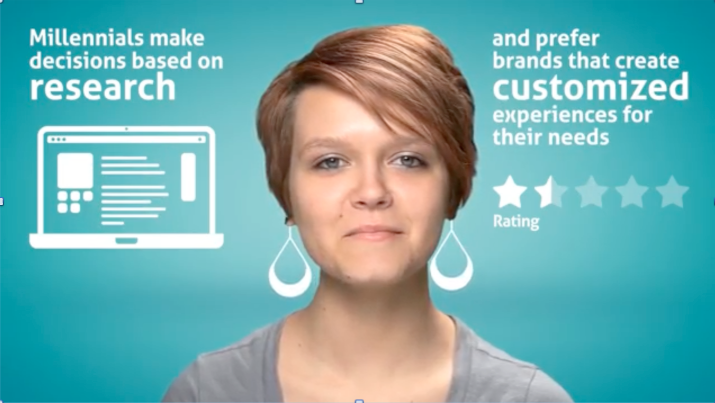 Millennials make
decisions based on
research
and prefer
brands that create
customized
experiences for
their needs
Rating